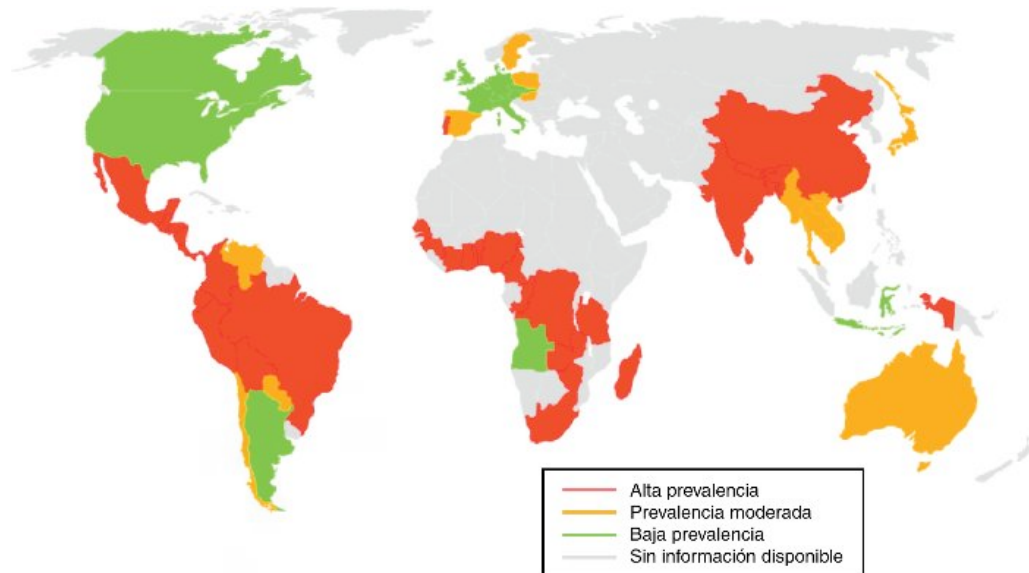 Alta prevalencia
Prevalencia moderada
Baja prevalencia
Sin información disponible